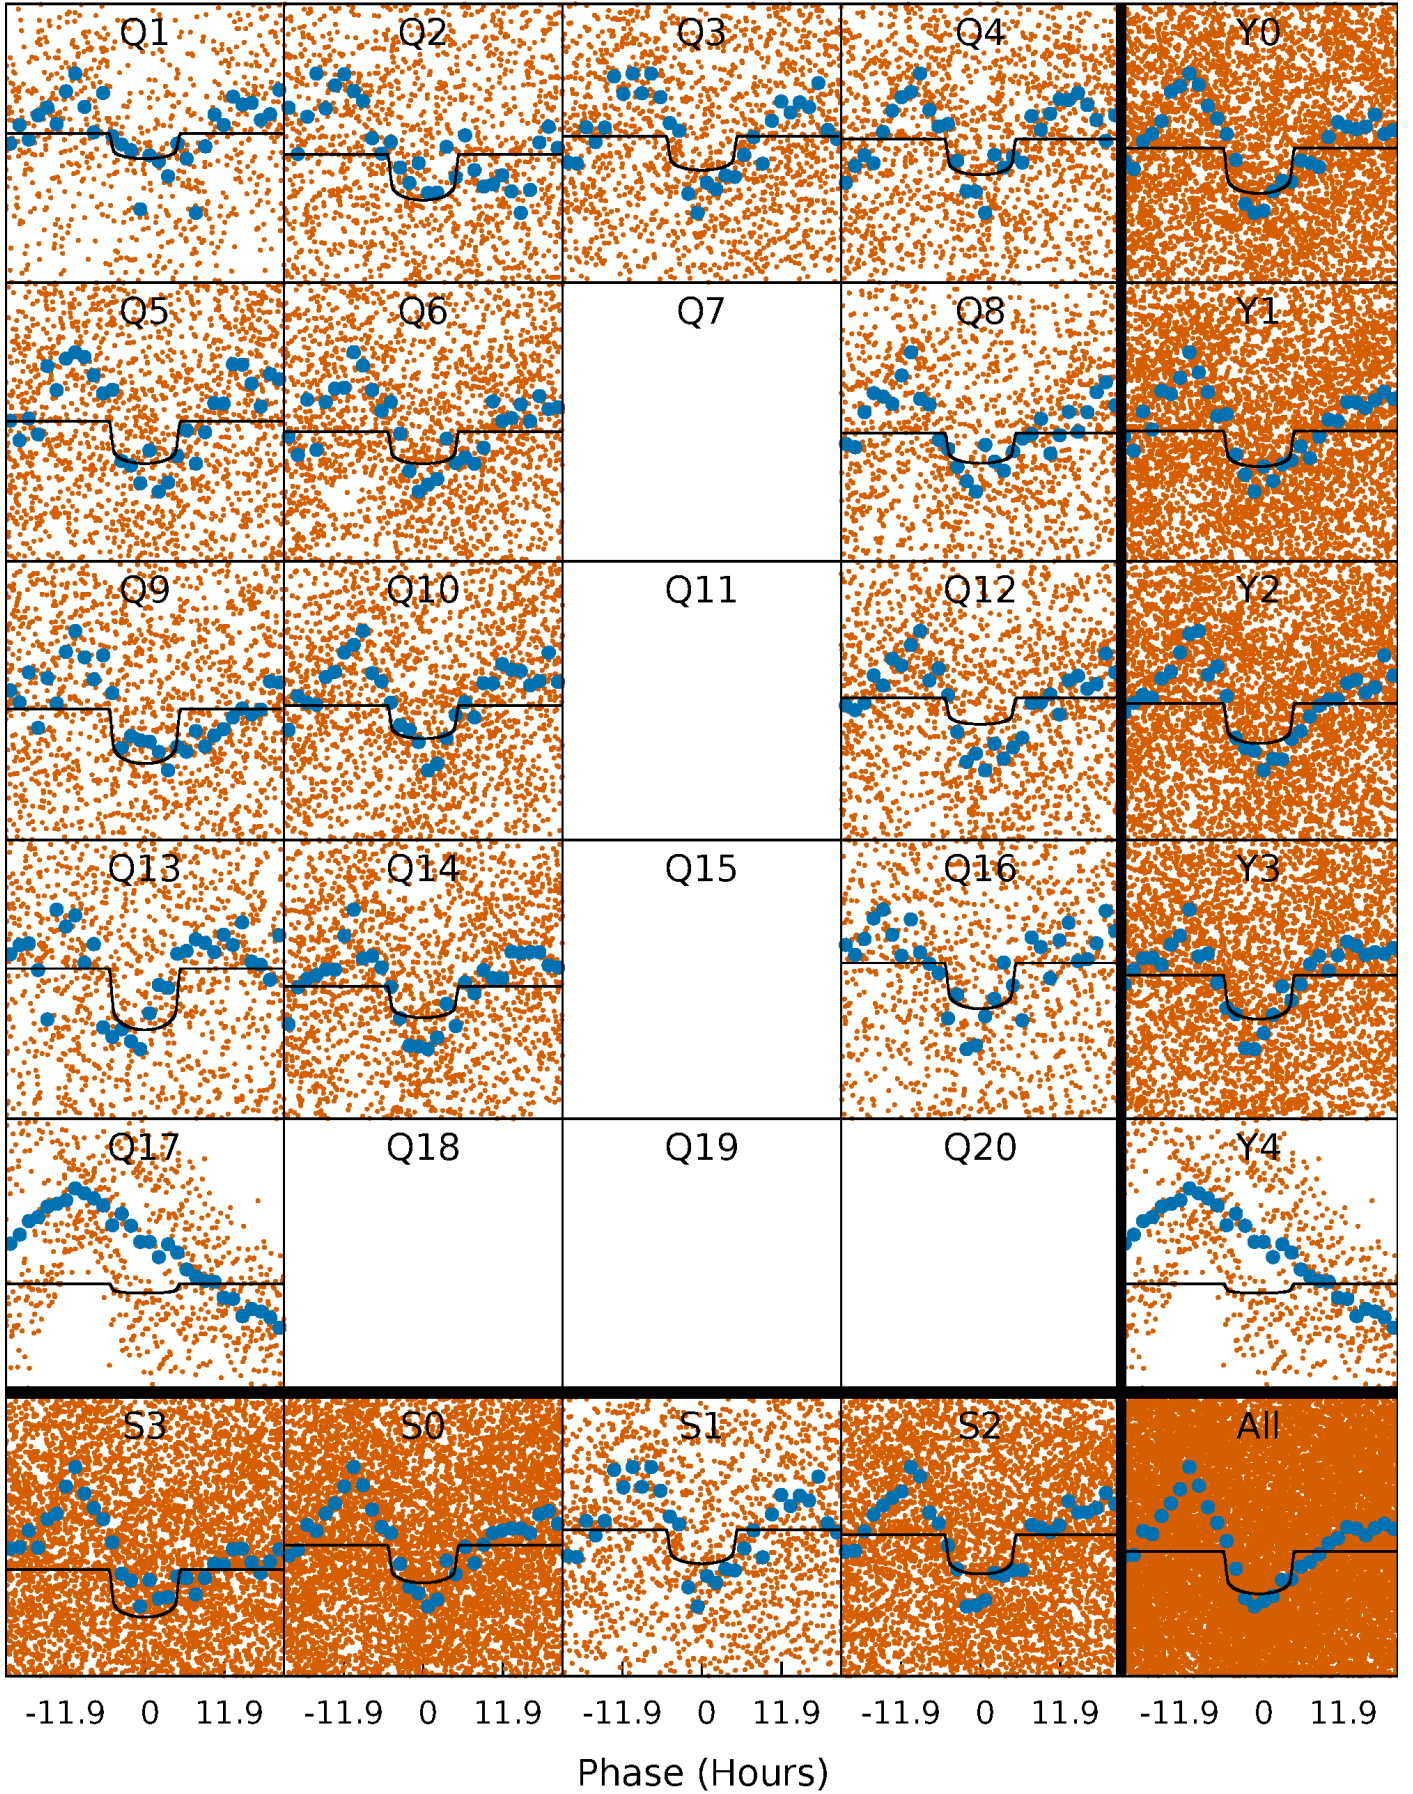 Q1 Q2 Q3 Q4 Y0
Q5 Q6 Q7 Q8 Y1
Q9 Q10 Q11 Q12 Y2
Q13 Q14 Q15 Q16 Y3
Q17 Q18 Q19 Q20 Y4
S3 S0 S1 S2 All
-11.9 0 11.9 -11.9 0 11.9 -11.9 0 11.9 -11.9 0 11.9 -11.9 0 11.9
Phase (Hours)